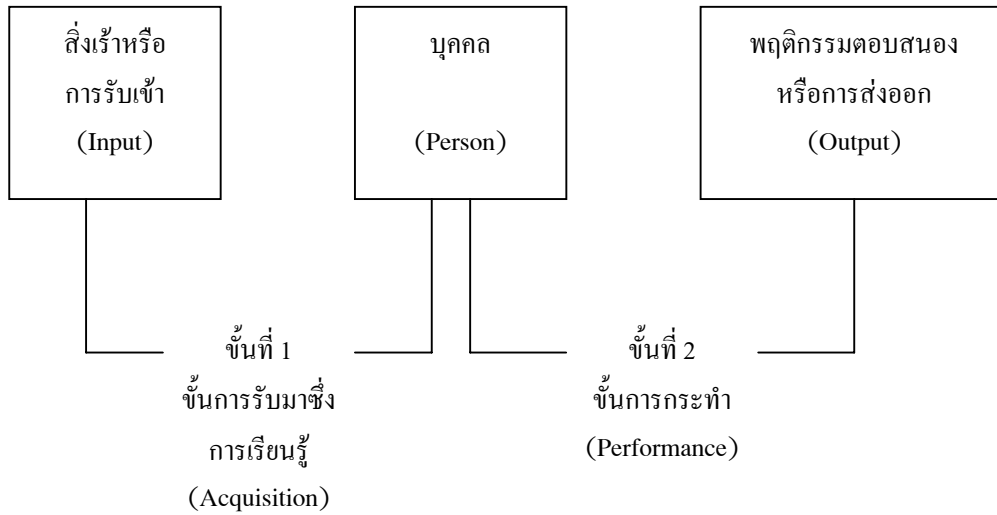 สิ่งเร้าหรือ
การรับเข้า
(Input)
บุคคล
(Person)
พฤติกรรมตอบสนอง
หรือการส่งออก
(Output)
ขั้นที่ 1
ขั้นการรับมาซึ่ง
การเรียนรู้
(Acquisition)
ขั้นที่ 2
ขั้นการกระทำ
(Performance)